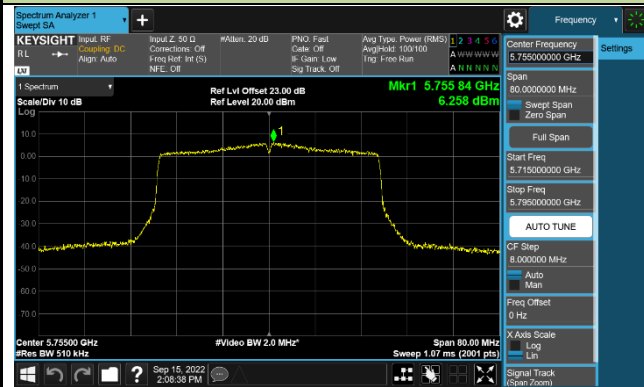 Spectrum Analyzer 1
Swept SA
+
Frequency
KEYSIGHT
RL
LXI
Input: RF
Coupling: DC
Align: Auto
Input Z: 50 Ω
Corrections: Off
Freq Ref: Int (S)
NFE: Off
#Atten: 20 dB
PNO: Fast
Gate: Off
IF Gain: Low
Sig Track: Off
Avg Type: Power (RMS)
Avg|Hold: 100/100
Trig: Free Run
1 2 3 4 5 6
A W W W W W
A N N N N N
1 Spectrum
Scale/Div 10 dB
Log
Ref Lvl Offset 23.00 dB
Ref Level 20.00 dBm
Mkr1 5.755 84 GHz
6.258 dBm
1
10.0
0.00
-10.0
-20.0
-30.0
-40.0
-50.0
-60.0
-70.0
Center 5.75500 GHz
#Res BW 510 kHz
#Video BW 2.0 MHz*
Span 80.00 MHz
Sweep 1.07 ms (2001 pts)
Center Frequency
5.755000000 GHz
Settings
Span
80.0000000 MHz
Swept Span
Zero Span
Full Span
Start Freq
5.715000000 GHz
Stop Freq
5.795000000 GHz
AUTO TUNE
CF Step
8.000000 MHz
Auto
Man
Freq Offset
0 Hz
X Axis Scale
Log
Lin
Signal Track
(Span Zoom)
?
Sep 15, 2022
2:08:38 PM